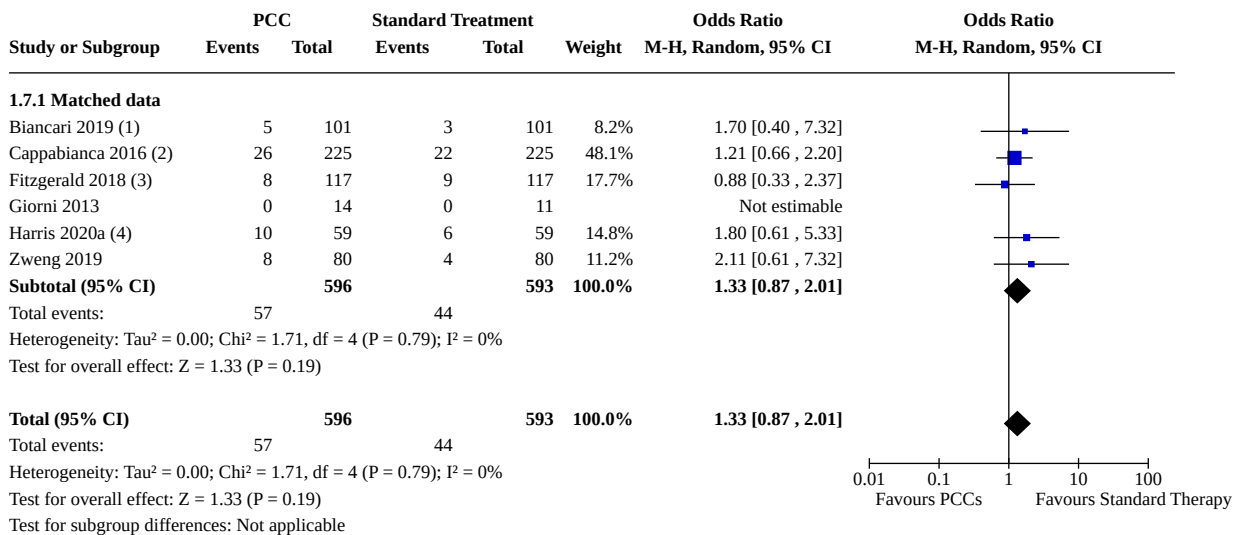 PCC Standard Treatment Odds Ratio Odds Ratio
Study or Subgroup Events Total Events Total Weight M-H, Random, 95% CI M-H, Random, 95% CI
1.7.1 Matched data
Biancari 2019 (1) 5 101 3 101 8.2% 1.70 [0.40 , 7.32]
Cappabianca 2016 (2) 26 225 22 225 48.1% 1.21 [0.66 , 2.20]
Fitzgerald 2018 (3) 8 117 9 117 17.7% 0.88 [0.33 , 2.37]
Giorni 2013 0 14 0 11 Not estimable
Harris 2020a (4) 10 59 6 59 14.8% 1.80 [0.61 , 5.33]
Zweng 2019 8 80 4 80 11.2% 2.11 [0.61 , 7.32]
Subtotal (95% CI) 596 593 100.0% 1.33 [0.87 , 2.01]
Total events: 57 44
Heterogeneity: Tau² = 0.00; Chi² = 1.71, df = 4 (P = 0.79); I² = 0%
Test for overall effect: Z = 1.33 (P = 0.19)
Total (95% CI) 596 593 100.0% 1.33 [0.87 , 2.01]
Total events: 57 44
Heterogeneity: Tau² = 0.00; Chi² = 1.71, df = 4 (P = 0.79); I² = 0%
0.01 0.1 1 10 100
Test for overall effect: Z = 1.33 (P = 0.19) Favours PCCs Favours Standard Therapy
Test for subgroup differences: Not applicable